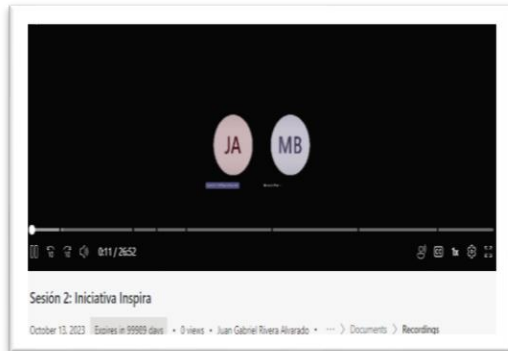 JA MB
0:11 / 26:52 1x
Sesión 2: Iniciativa Inspira
October 13, 2023 Expires in 99989 days • 0 views • Juan Gabriel Rivera Alvarado • ··· > Documents > Recordings